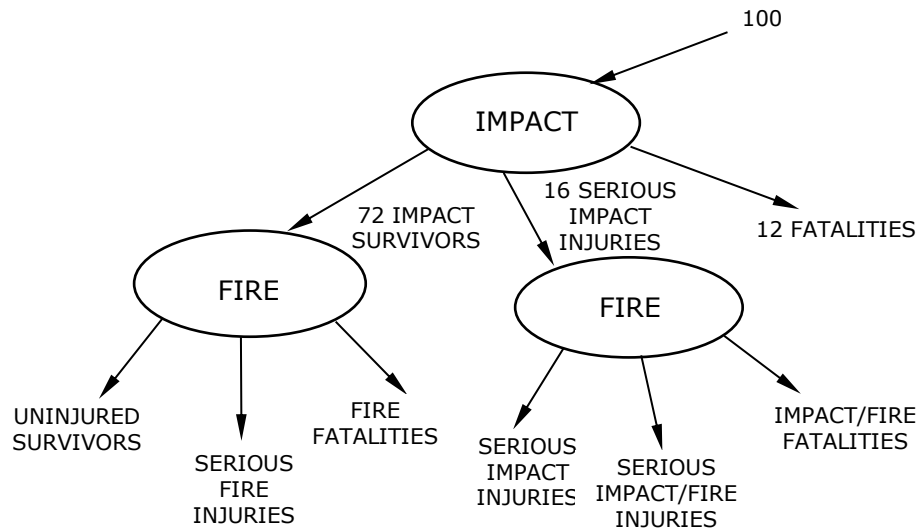 100
IMPACT
72 IMPACT
SURVIVORS
16 SERIOUS
IMPACT
INJURIES
12 FATALITIES
FIRE
FIRE
UNINJURED
SURVIVORS
SERIOUS
FIRE
INJURIES
FIRE
FATALITIES
SERIOUS
IMPACT
INJURIES
SERIOUS
IMPACT/FIRE
INJURIES
IMPACT/FIRE
FATALITIES